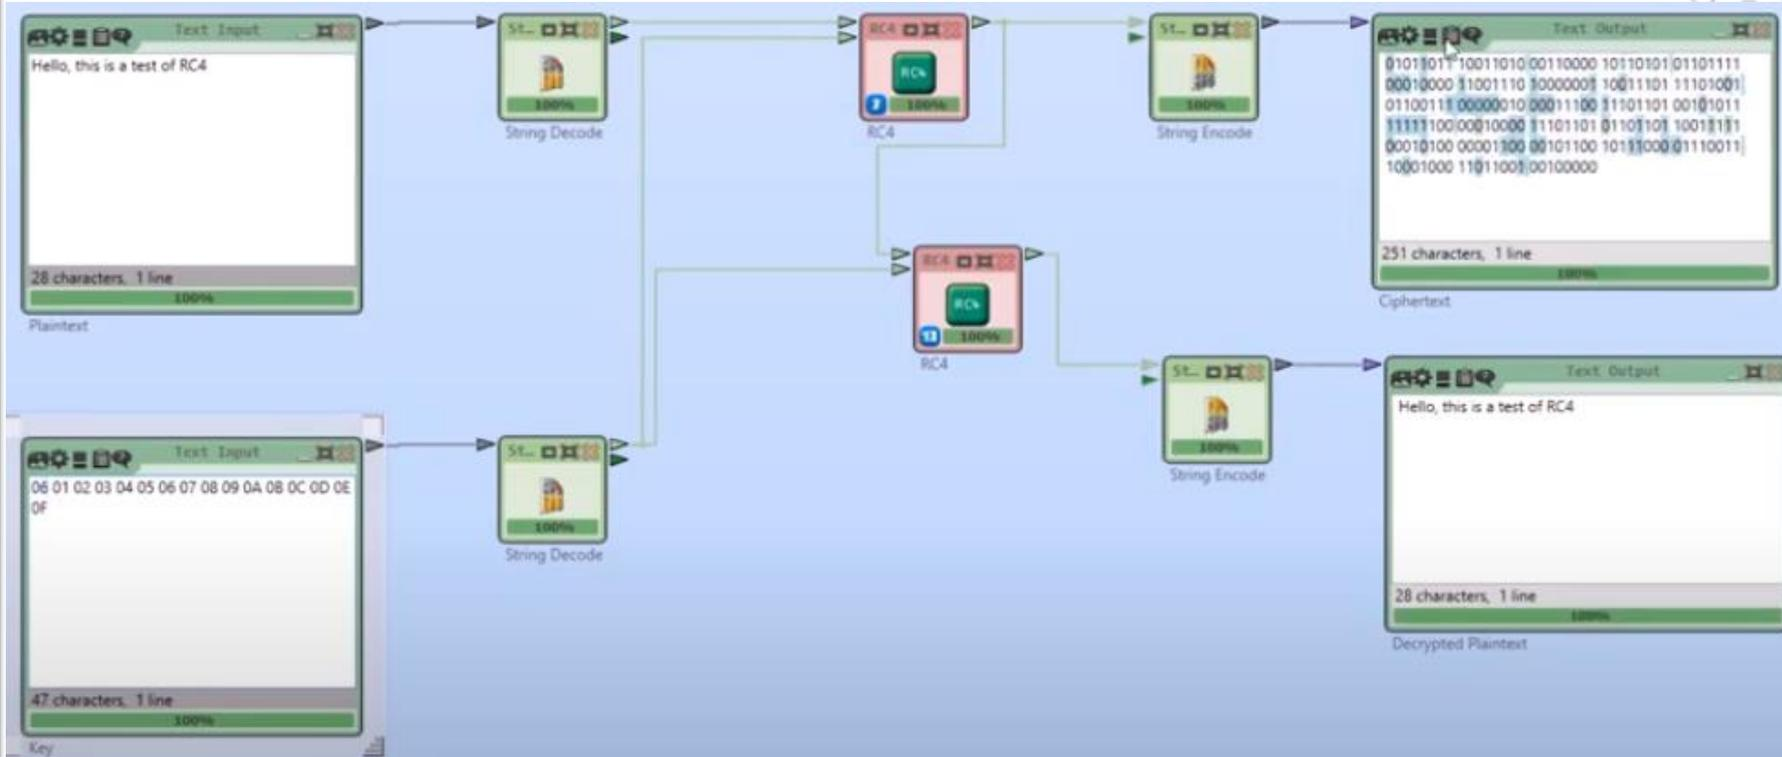 Text Input
Hello, this is a test of RC4
28 characters, 1 line
100%
Plaintext
St...
100%
String Decode
RC4
RC4
7
100%
RC4
St...
100%
String Encode
Text Output
01011011 10011010 00110000 10110101 01101111
00010000 11001110 10000001 10011101 11101001
01100111 00000010 00011100 11101101 00101011
11111100 00010000 11101101 01101101 10011111
00010100 00001100 00101100 10111000 01110011
10001000 11011001 00100000
251 characters, 1 line
100%
Ciphertext
RC4
RC4
13
100%
RC4
St...
100%
String Encode
Text Output
Hello, this is a test of RC4
28 characters, 1 line
100%
Decrypted Plaintext
Text Input
06 01 02 03 04 05 06 07 08 09 0A 0B 0C 0D 0E
0F
47 characters, 1 line
100%
Key
St...
100%
String Decode